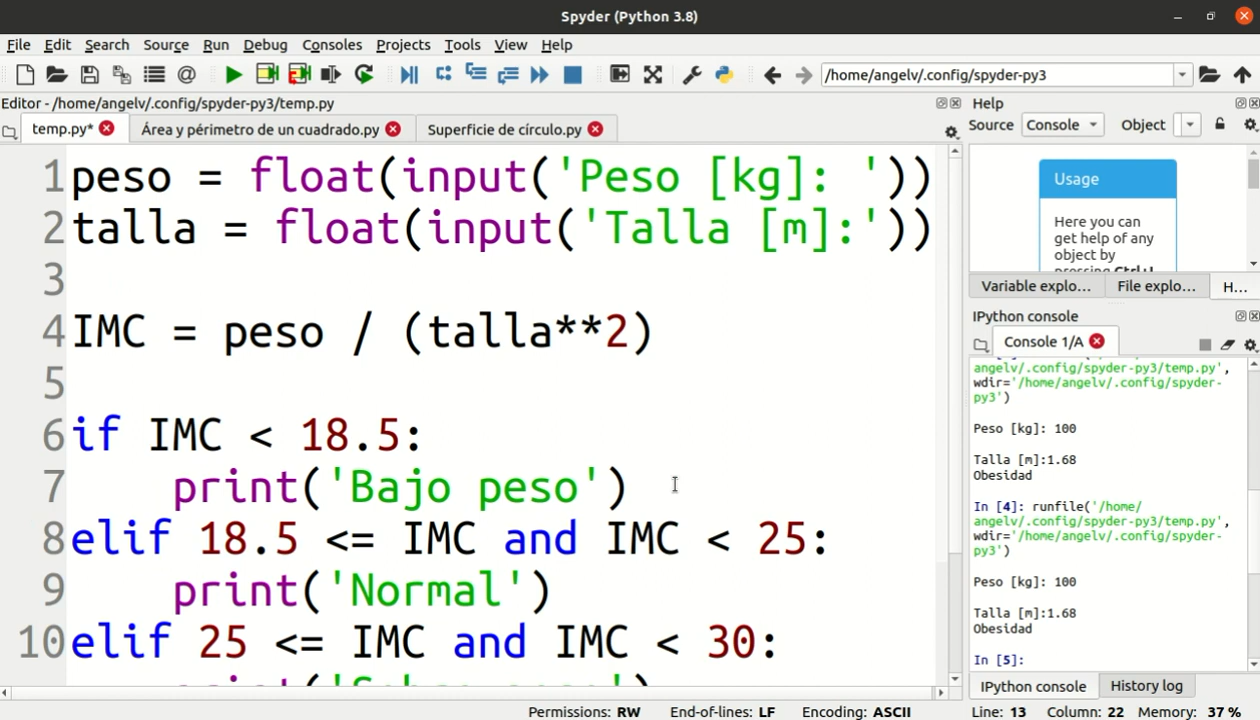 Spyder (Python 3.8)
File Edit Search Source Run Debug Consoles Projects Tools View Help
/home/angelv/.config/spyder-py3
Editor - /home/angelv/.config/spyder-py3/temp.py
temp.py* Área y périmetro de un cuadrado.py Superficie de círculo.py
1 peso = float(input('Peso [kg]: '))
2 talla = float(input('Talla [m]:'))
3
4 IMC = peso / (talla**2)
5
6 if IMC < 18.5:
7 print('Bajo peso')
8 elif 18.5 <= IMC and IMC < 25:
9 print('Normal')
10 elif 25 <= IMC and IMC < 30:
Help
Source Console Object
Usage
Here you can
get help of any
object by
pressing Ctrl+I
Variable explo... File explo... H...
IPython console
Console 1/A
angelv/.config/spyder-py3/temp.py',
wdir='/home/angelv/.config/spyder-
py3')
Peso [kg]: 100
Talla [m]:1.68
Obesidad
In [4]: runfile('/home/
angelv/.config/spyder-py3/temp.py',
wdir='/home/angelv/.config/spyder-
py3')
Peso [kg]: 100
Talla [m]:1.68
Obesidad
In [5]:
IPython console History log
Permissions: RW End-of-lines: LF Encoding: ASCII Line: 13 Column: 22 Memory: 37 %